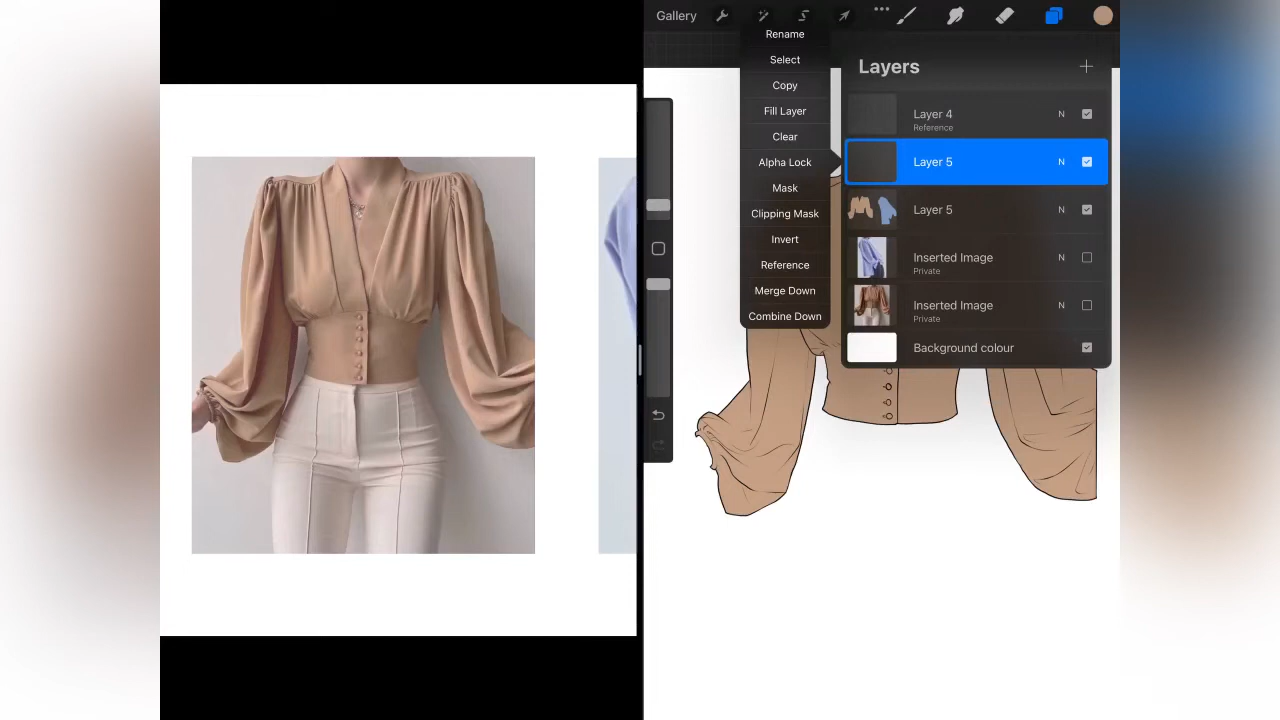 Gallery
Rename
Select
Copy
Fill Layer
Clear
Alpha Lock
Mask
Clipping Mask
Invert
Reference
Merge Down
Combine Down
Layers
Layer 4 N
Reference
Layer 5 N
Layer 5 N
Inserted Image N
Private
Inserted Image N
Private
Background colour